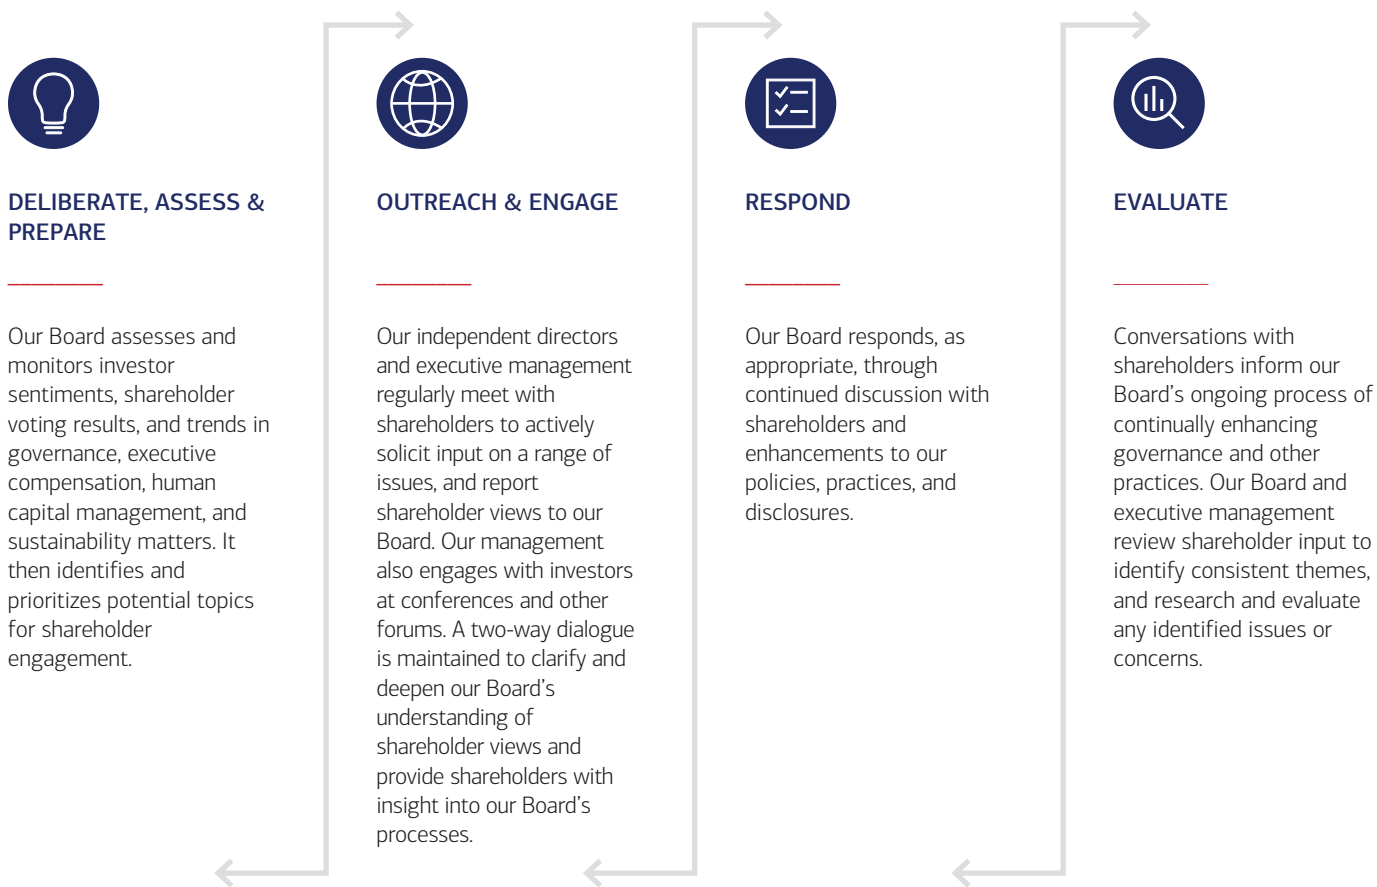 DELIBERATE, ASSESS &
PREPARE
Our Board assesses and
monitors investor
sentiments, shareholder
voting results, and trends in
governance, executive
compensation, human
capital management, and
sustainability matters. It
then identifies and
prioritizes potential topics
for shareholder
engagement.
OUTREACH & ENGAGE
Our independent directors
and executive management
regularly meet with
shareholders to actively
solicit input on a range of
issues, and report
shareholder views to our
Board. Our management
also engages with investors
at conferences and other
forums. A two-way dialogue
is maintained to clarify and
deepen our Board’s
understanding of
shareholder views and
provide shareholders with
insight into our Board’s
processes.
RESPOND
Our Board responds, as
appropriate, through
continued discussion with
shareholders and
enhancements to our
policies, practices, and
disclosures.
EVALUATE
Conversations with
shareholders inform our
Board’s ongoing process of
continually enhancing
governance and other
practices. Our Board and
executive management
review shareholder input to
identify consistent themes,
and research and evaluate
any identified issues or
concerns.